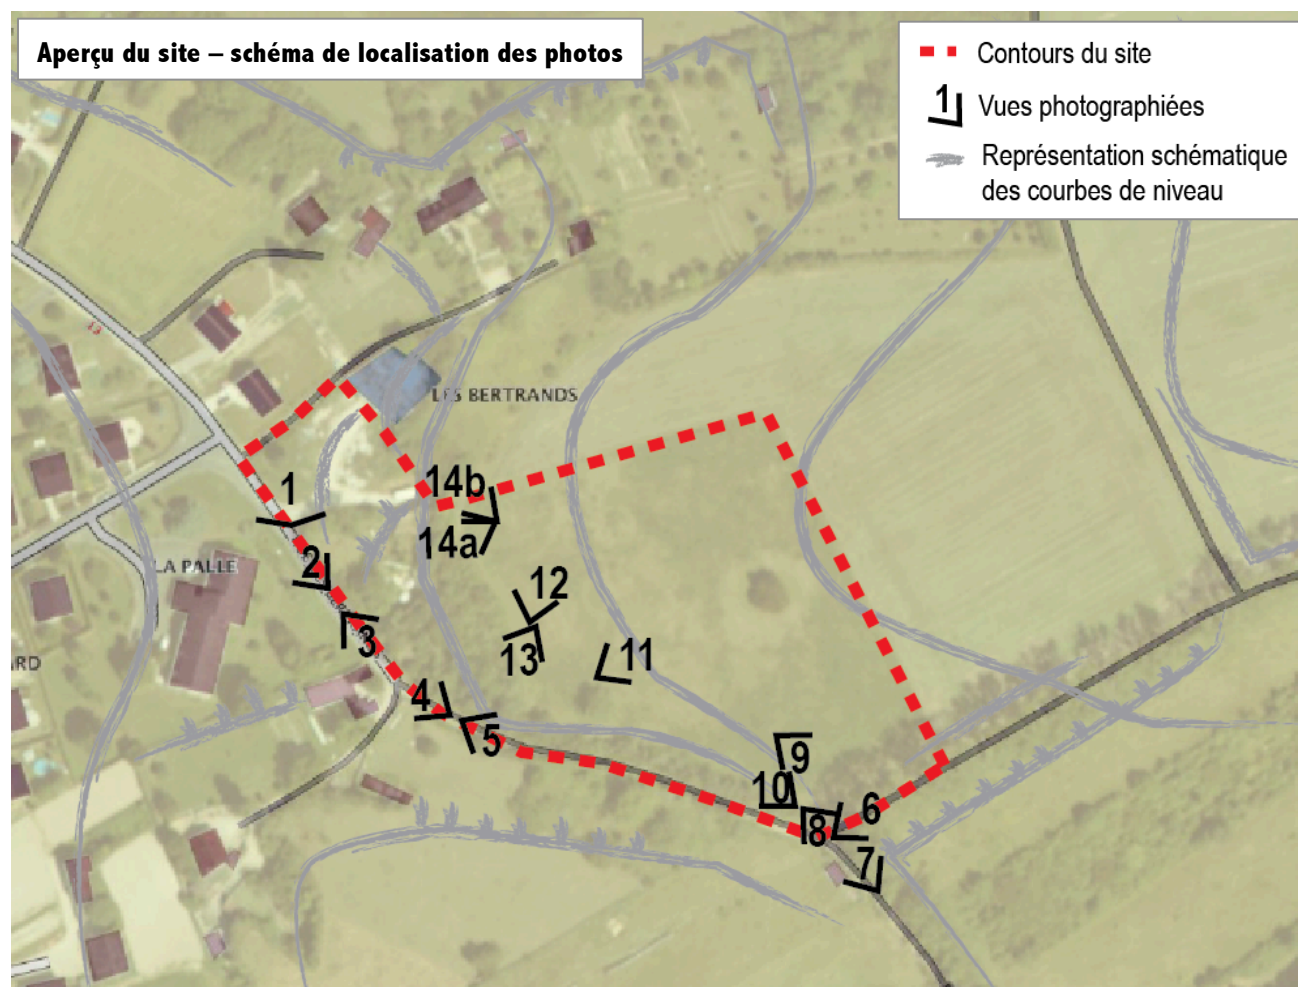 Aperçu du site – schéma de localisation des photos
Contours du site
1
Vues photographiées
Représentation schématique
des courbes de niveau
LES BERTRANDS
14b
1
14a
LA PALLE
2
12
3
13
11
4
5
9
10
6
8
7
ARD